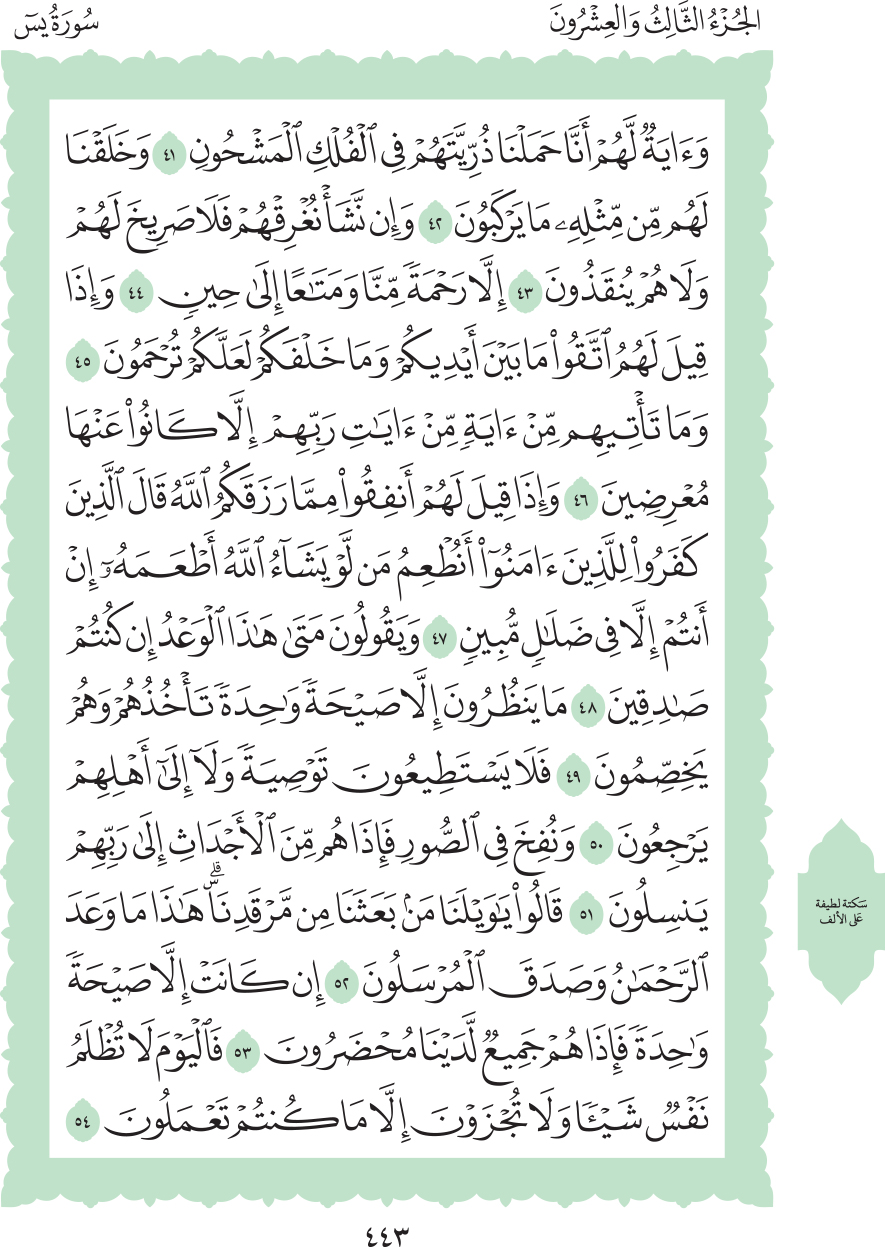 الجُزْءُ الثَّالِثُ وَالعِشْرُونَ
سُورَةُ يسٓ
وَءَايَةٌ لَّهُمْ أَنَّا حَمَلْنَا ذُرِّيَّتَهُمْ فِي ٱلْفُلْكِ ٱلْمَشْحُونِ ٤١ وَخَلَقْنَا
لَهُم مِّن مِّثْلِهِۦ مَا يَرْكَبُونَ ٤٢ وَإِن نَّشَأْ نُغْرِقْهُمْ فَلَا صَرِيخَ لَهُمْ
وَلَا هُمْ يُنقَذُونَ ٤٣ إِلَّا رَحْمَةً مِّنَّا وَمَتَٰعًا إِلَىٰ حِينٍ ٤٤ وَإِذَا
قِيلَ لَهُمُ ٱتَّقُوا۟ مَا بَيْنَ أَيْدِيكُمْ وَمَا خَلْفَكُمْ لَعَلَّكُمْ تُرْحَمُونَ ٤٥
وَمَا تَأْتِيهِم مِّنْ ءَايَةٍ مِّنْ ءَايَٰتِ رَبِّهِمْ إِلَّا كَانُوا۟ عَنْهَا
مُعْرِضِينَ ٤٦ وَإِذَا قِيلَ لَهُمْ أَنفِقُوا۟ مِمَّا رَزَقَكُمُ ٱللَّهُ قَالَ ٱلَّذِينَ
كَفَرُوا۟ لِلَّذِينَ ءَامَنُوٓا۟ أَنُطْعِمُ مَن لَّوْ يَشَآءُ ٱللَّهُ أَطْعَمَهُۥٓ إِنْ
أَنتُمْ إِلَّا فِي ضَلَٰلٍ مُّبِينٍ ٤٧ وَيَقُولُونَ مَتَىٰ هَٰذَا ٱلْوَعْدُ إِن كُنتُمْ
صَٰدِقِينَ ٤٨ مَا يَنظُرُونَ إِلَّا صَيْحَةً وَٰحِدَةً تَأْخُذُهُمْ وَهُمْ
يَخِصِّمُونَ ٤٩ فَلَا يَسْتَطِيعُونَ تَوْصِيَةً وَلَآ إِلَىٰٓ أَهْلِهِمْ
يَرْجِعُونَ ٥٠ وَنُفِخَ فِي ٱلصُّورِ فَإِذَا هُم مِّنَ ٱلْأَجْدَاثِ إِلَىٰ رَبِّهِمْ
يَنسِلُونَ ٥١ قَالُوا۟ يَٰوَيْلَنَا مَنۢ بَعَثَنَا مِن مَّرْقَدِنَاۜ ۗ هَٰذَا مَا وَعَدَ
ٱلرَّحْمَٰنُ وَصَدَقَ ٱلْمُرْسَلُونَ ٥٢ إِن كَانَتْ إِلَّا صَيْحَةً
وَٰحِدَةً فَإِذَا هُمْ جَمِيعٌ لَّدَيْنَا مُحْضَرُونَ ٥٣ فَٱلْيَوْمَ لَا تُظْلَمُ
نَفْسٌ شَيْـًٔا وَلَا تُجْزَوْنَ إِلَّا مَا كُنتُمْ تَعْمَلُونَ ٥٤
سَكتة لطيفة
عَلى الألف
٤٤٣